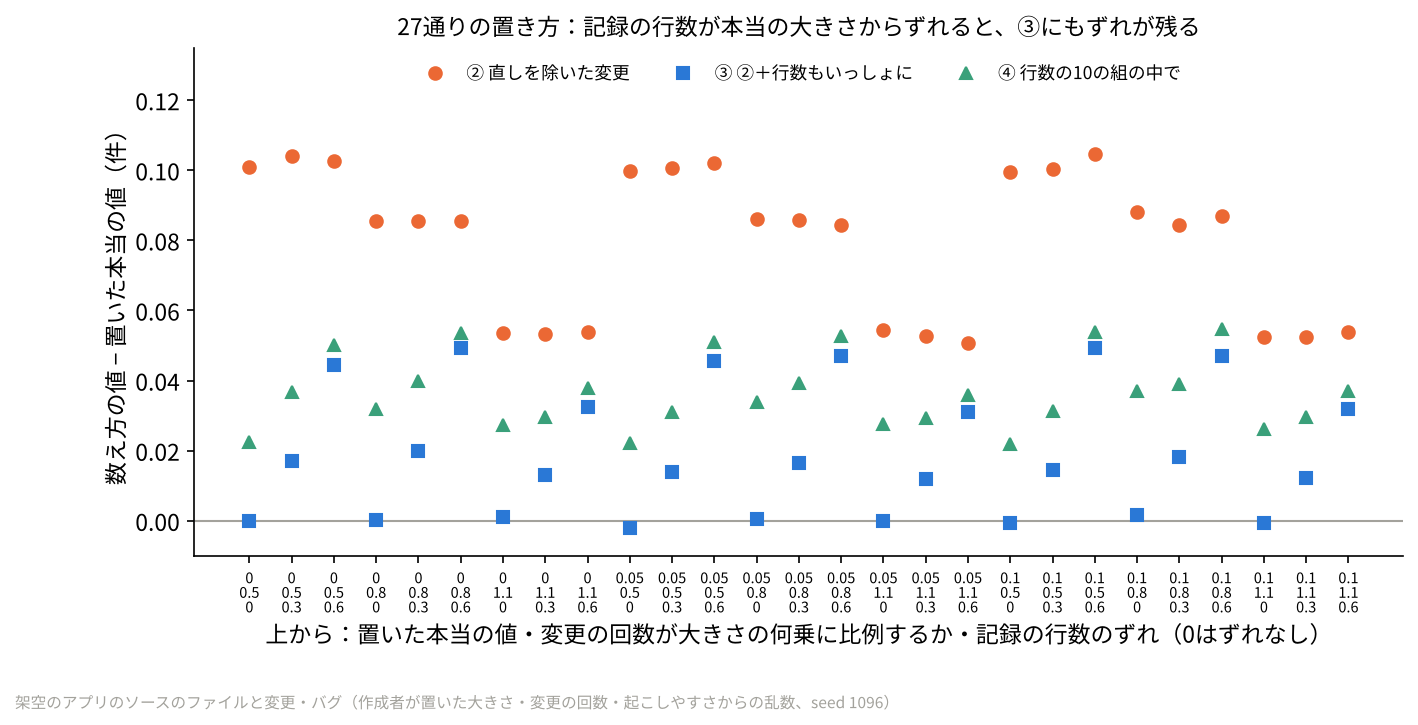 27通りの置き方：記録の行数が本当の大きさからずれると、③にもずれが残る
② 直しを除いた変更
③ ②＋行数もいっしょに
④ 行数の10の組の中で
数え方の値 − 置いた本当の値（件）
0.12
0.10
0.08
0.06
0.04
0.02
0.00
0 0 0 0 0 0 0 0 0 0.05 0.05 0.05 0.05 0.05 0.05 0.05 0.05 0.05 0.1 0.1 0.1 0.1 0.1 0.1 0.1 0.1 0.1
0.5 0.5 0.5 0.8 0.8 0.8 1.1 1.1 1.1 0.5 0.5 0.5 0.8 0.8 0.8 1.1 1.1 1.1 0.5 0.5 0.5 0.8 0.8 0.8 1.1 1.1 1.1
0 0.3 0.6 0 0.3 0.6 0 0.3 0.6 0 0.3 0.6 0 0.3 0.6 0 0.3 0.6 0 0.3 0.6 0 0.3 0.6 0 0.3 0.6
上から：置いた本当の値・変更の回数が大きさの何乗に比例するか・記録の行数のずれ（0はずれなし）
架空のアプリのソースのファイルと変更・バグ（作成者が置いた大きさ・変更の回数・起こしやすさからの乱数、seed 1096）